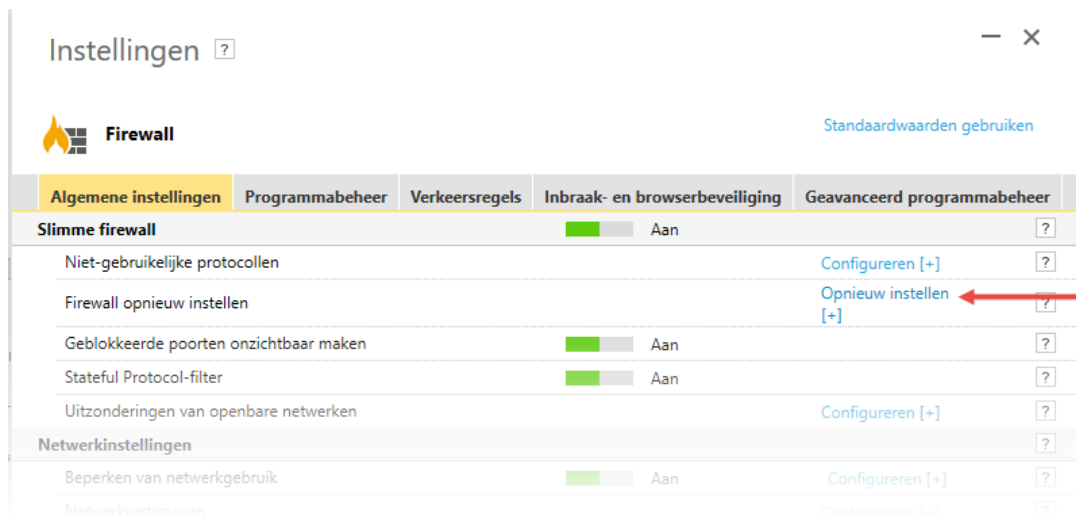 Instellingen ?
Firewall
Standaardwaarden gebruiken
Algemene instellingen Programmabeheer Verkeersregels Inbraak- en browserbeveiliging Geavanceerd programmabeheer
Slimme firewall Aan ?
Niet-gebruikelijke protocollen Configureren [+] ?
Firewall opnieuw instellen Opnieuw instellen ?
[+]
Geblokkeerde poorten onzichtbaar maken Aan ?
Stateful Protocol-filter Aan ?
Uitzonderingen van openbare netwerken Configureren [+] ?
Netwerkinstellingen ?
Beperken van netwerkgebruik Aan Configureren [+] ?
Netwerkvertrouwen Configureren [+] ?